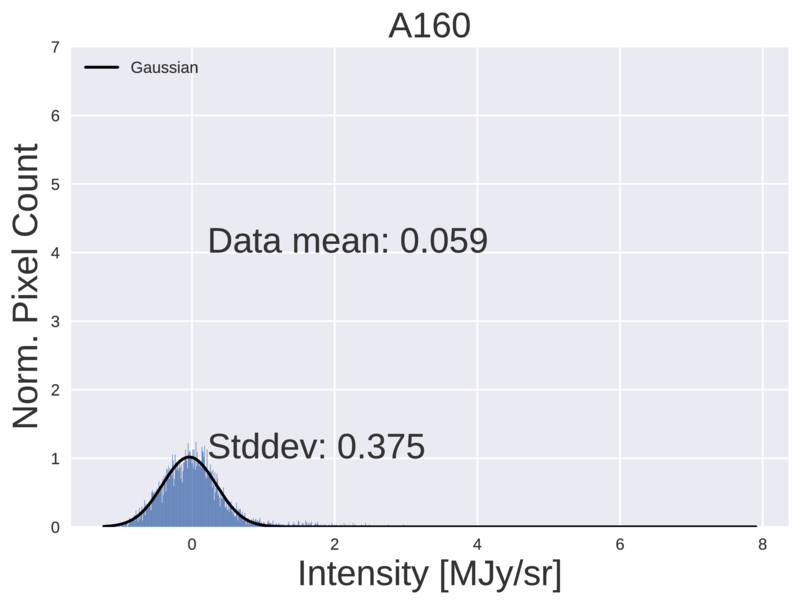 A160
Gaussian
Data mean: 0.059
Stddev: 0.375
Norm. Pixel Count
7
6
5
4
3
2
1
0
0 2 4 6 8
Intensity [MJy/sr]